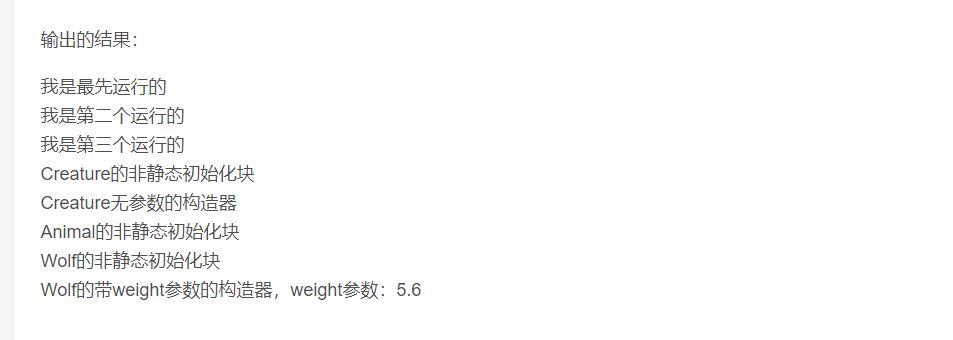 输出的结果：
我是最先运行的
我是第二个运行的
我是第三个运行的
Creature的非静态初始化块
Creature无参数的构造器
Animal的非静态初始化块
Wolf的非静态初始化块
Wolf的带weight参数的构造器，weight参数：5.6